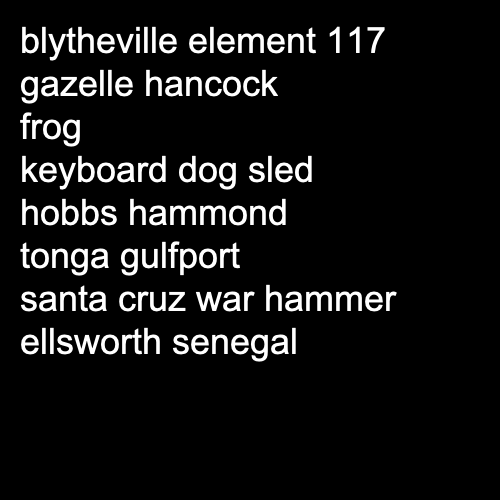 blytheville element 117
gazelle hancock
frog
keyboard dog sled
hobbs hammond
tonga gulfport
santa cruz war hammer
ellsworth senegal